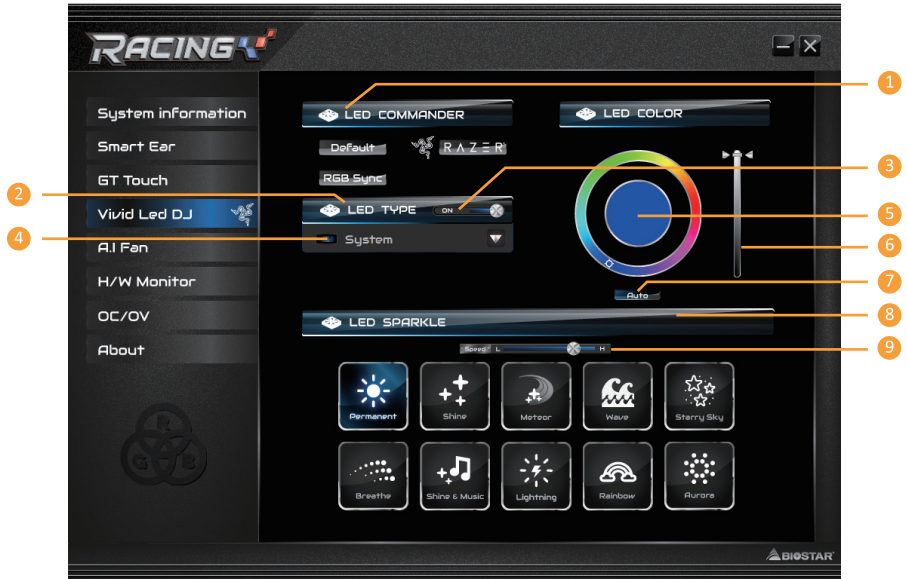 RACING
System information
Smart Ear
GT Touch
Vivid Led DJ
A.I Fan
H/W Monitor
OC/OV
About
R
G B
LED COMMANDER
Default RAZER
RGB Sync
LED TYPE ON
System
LED COLOR
Auto
LED SPARKLE
Speed L H
Permanent Shine Meteor Wave Starry Sky
Breathe Shine & Music Lightning Rainbow Aurora
BIOSTAR
1
2
3
4
5
6
7
8
9